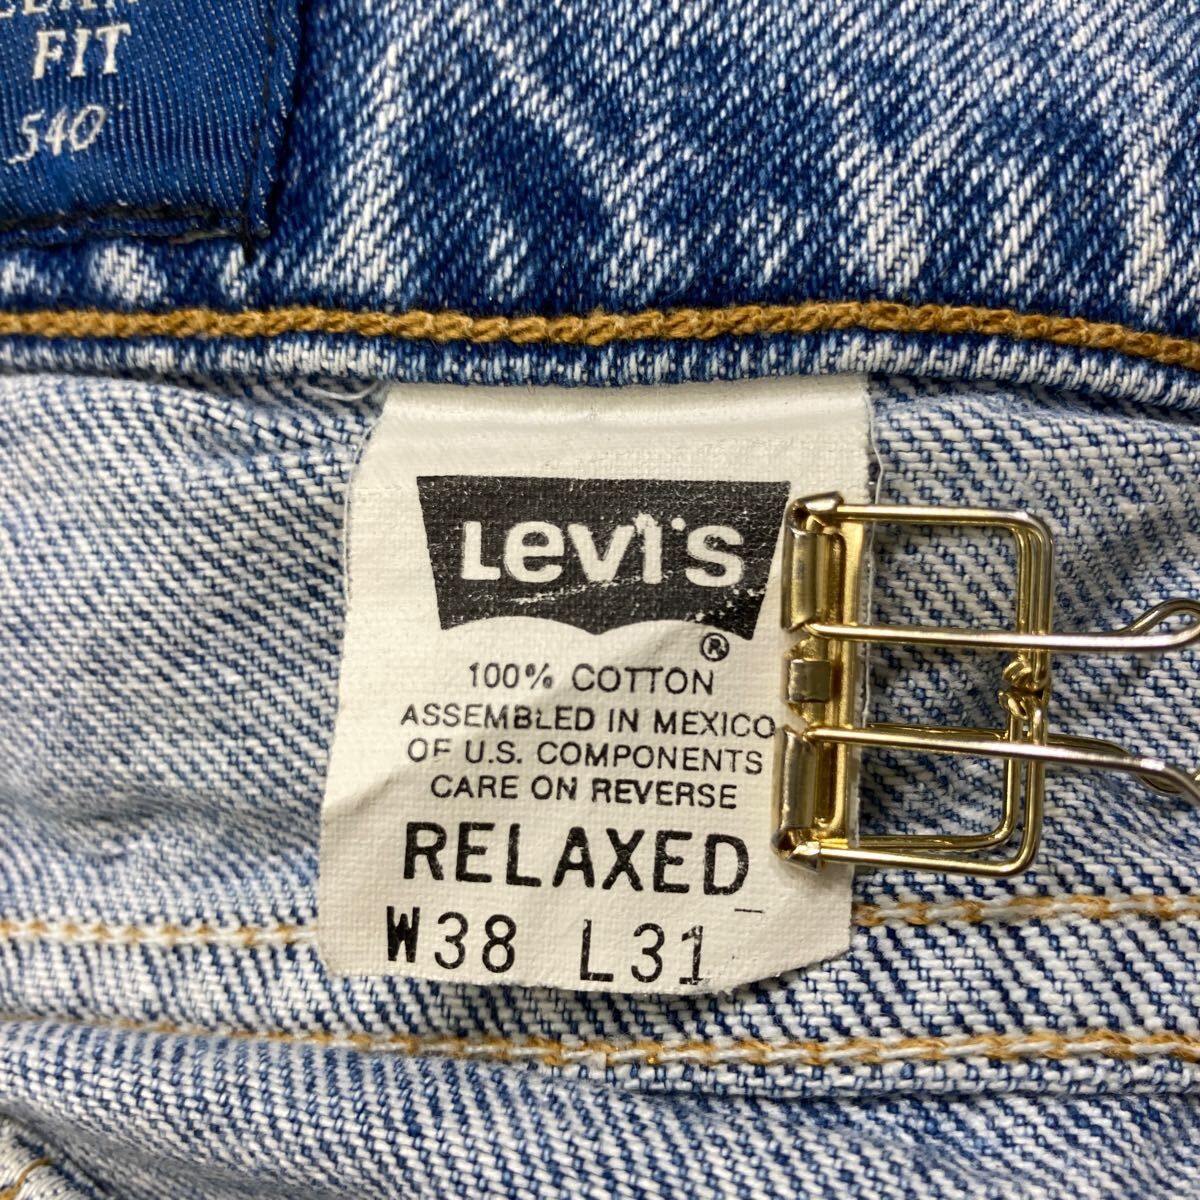 FIT
540
Levi's
®
100% COTTON
ASSEMBLED IN MEXICO
OF U.S. COMPONENTS
CARE ON REVERSE
RELAXED
W38 L31